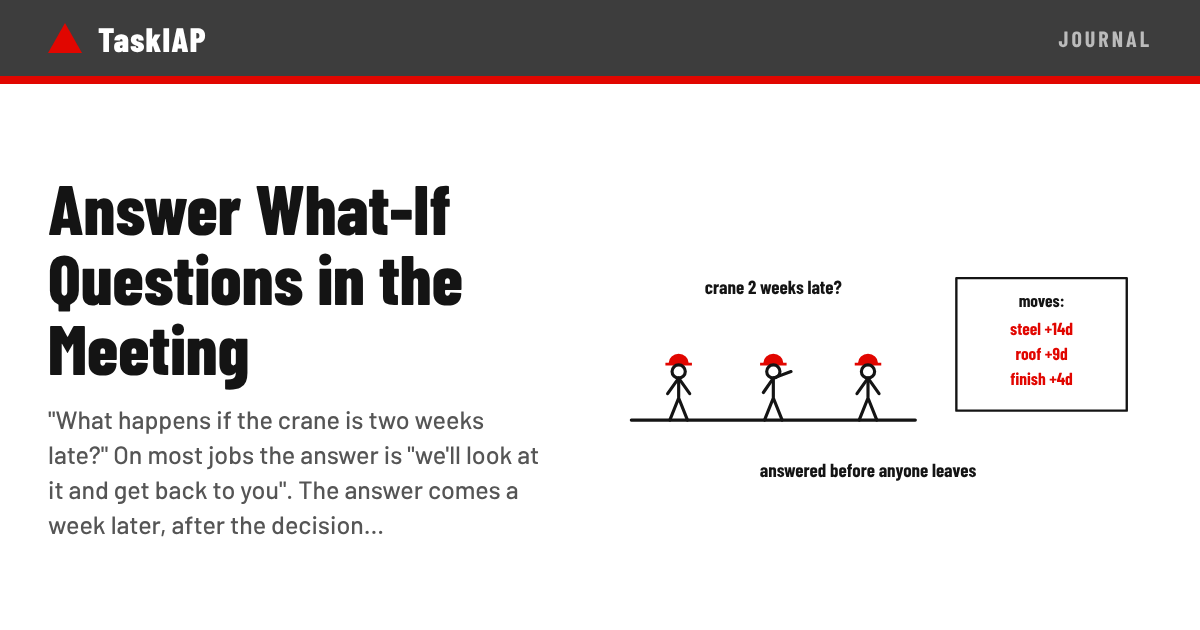 TaskIAP
JOURNAL
Answer What-If
Questions in the
Meeting
"What happens if the crane is two weeks
late?" On most jobs the answer is "we'll look at
it and get back to you". The answer comes a
week later, after the decision...
crane 2 weeks late?
moves:
steel +14d
roof +9d
finish +4d
answered before anyone leaves